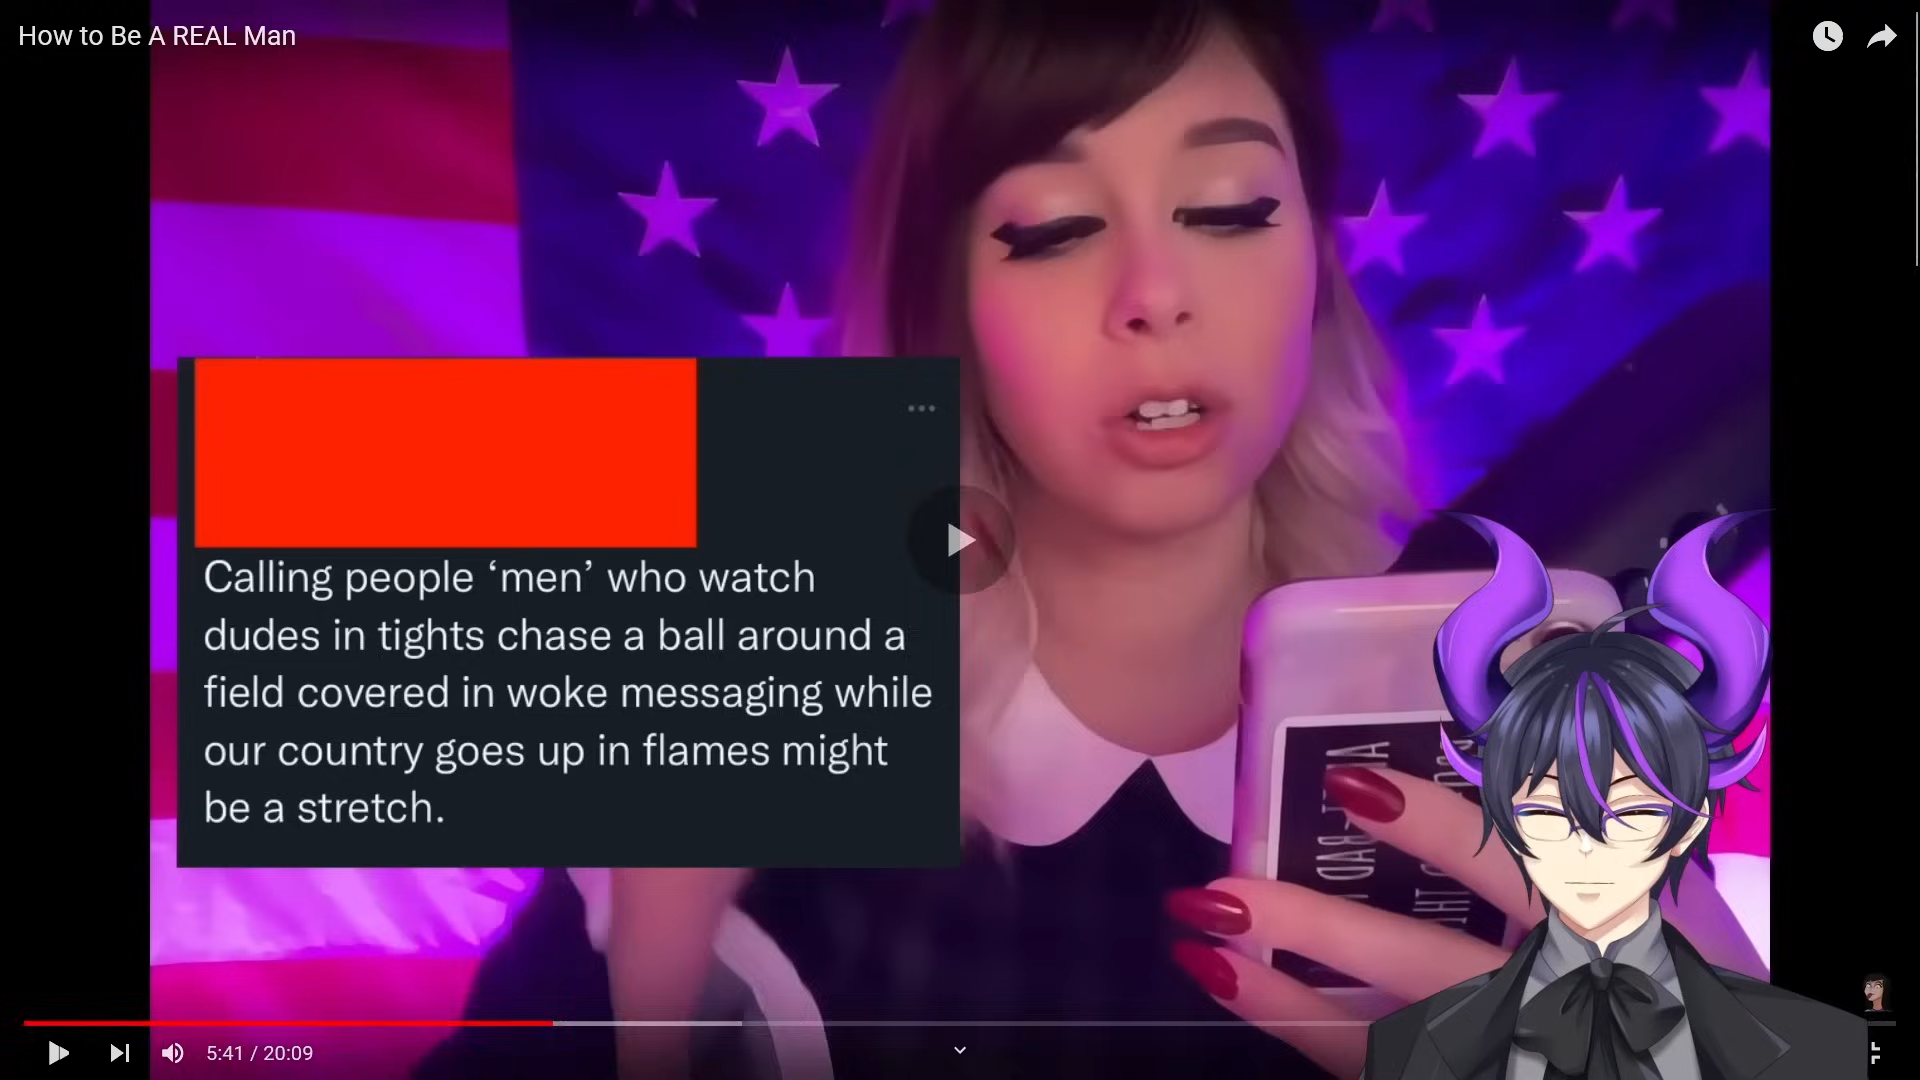 How to Be A REAL Man
Calling people ‘men’ who watch
dudes in tights chase a ball around a
field covered in woke messaging while
our country goes up in flames might
be a stretch.
5:41 / 20:09